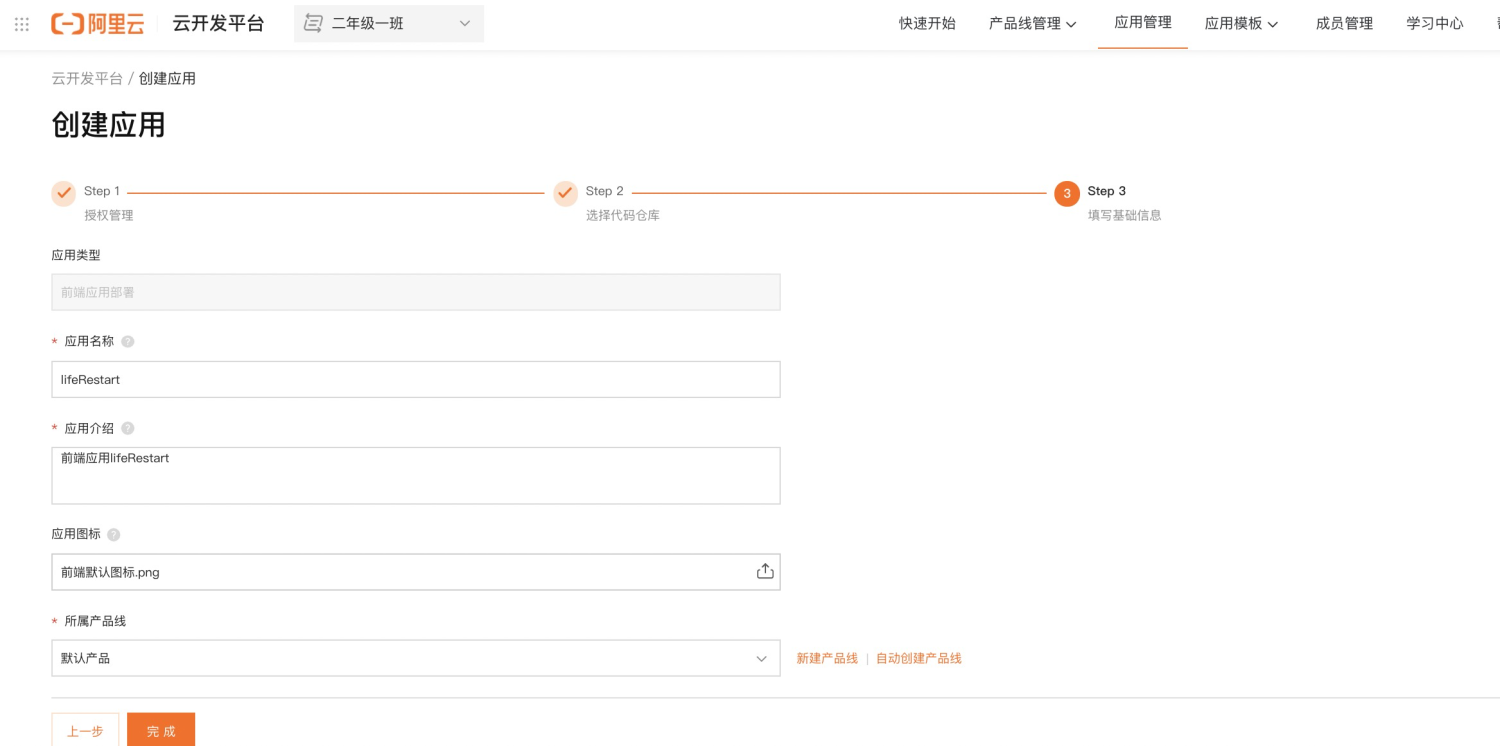 阿里云 云开发平台 二年级一班 快速开始 产品线管理 应用管理 应用模板 成员管理 学习中心
云开发平台 / 创建应用
创建应用
Step 1 Step 2 3 Step 3
授权管理 选择代码仓库 填写基础信息
应用类型
前端应用部署
* 应用名称 ?
lifeRestart
* 应用介绍 ?
前端应用lifeRestart
应用图标 ?
前端默认图标.png
* 所属产品线
默认产品 新建产品线 | 自动创建产品线
上一步 完 成